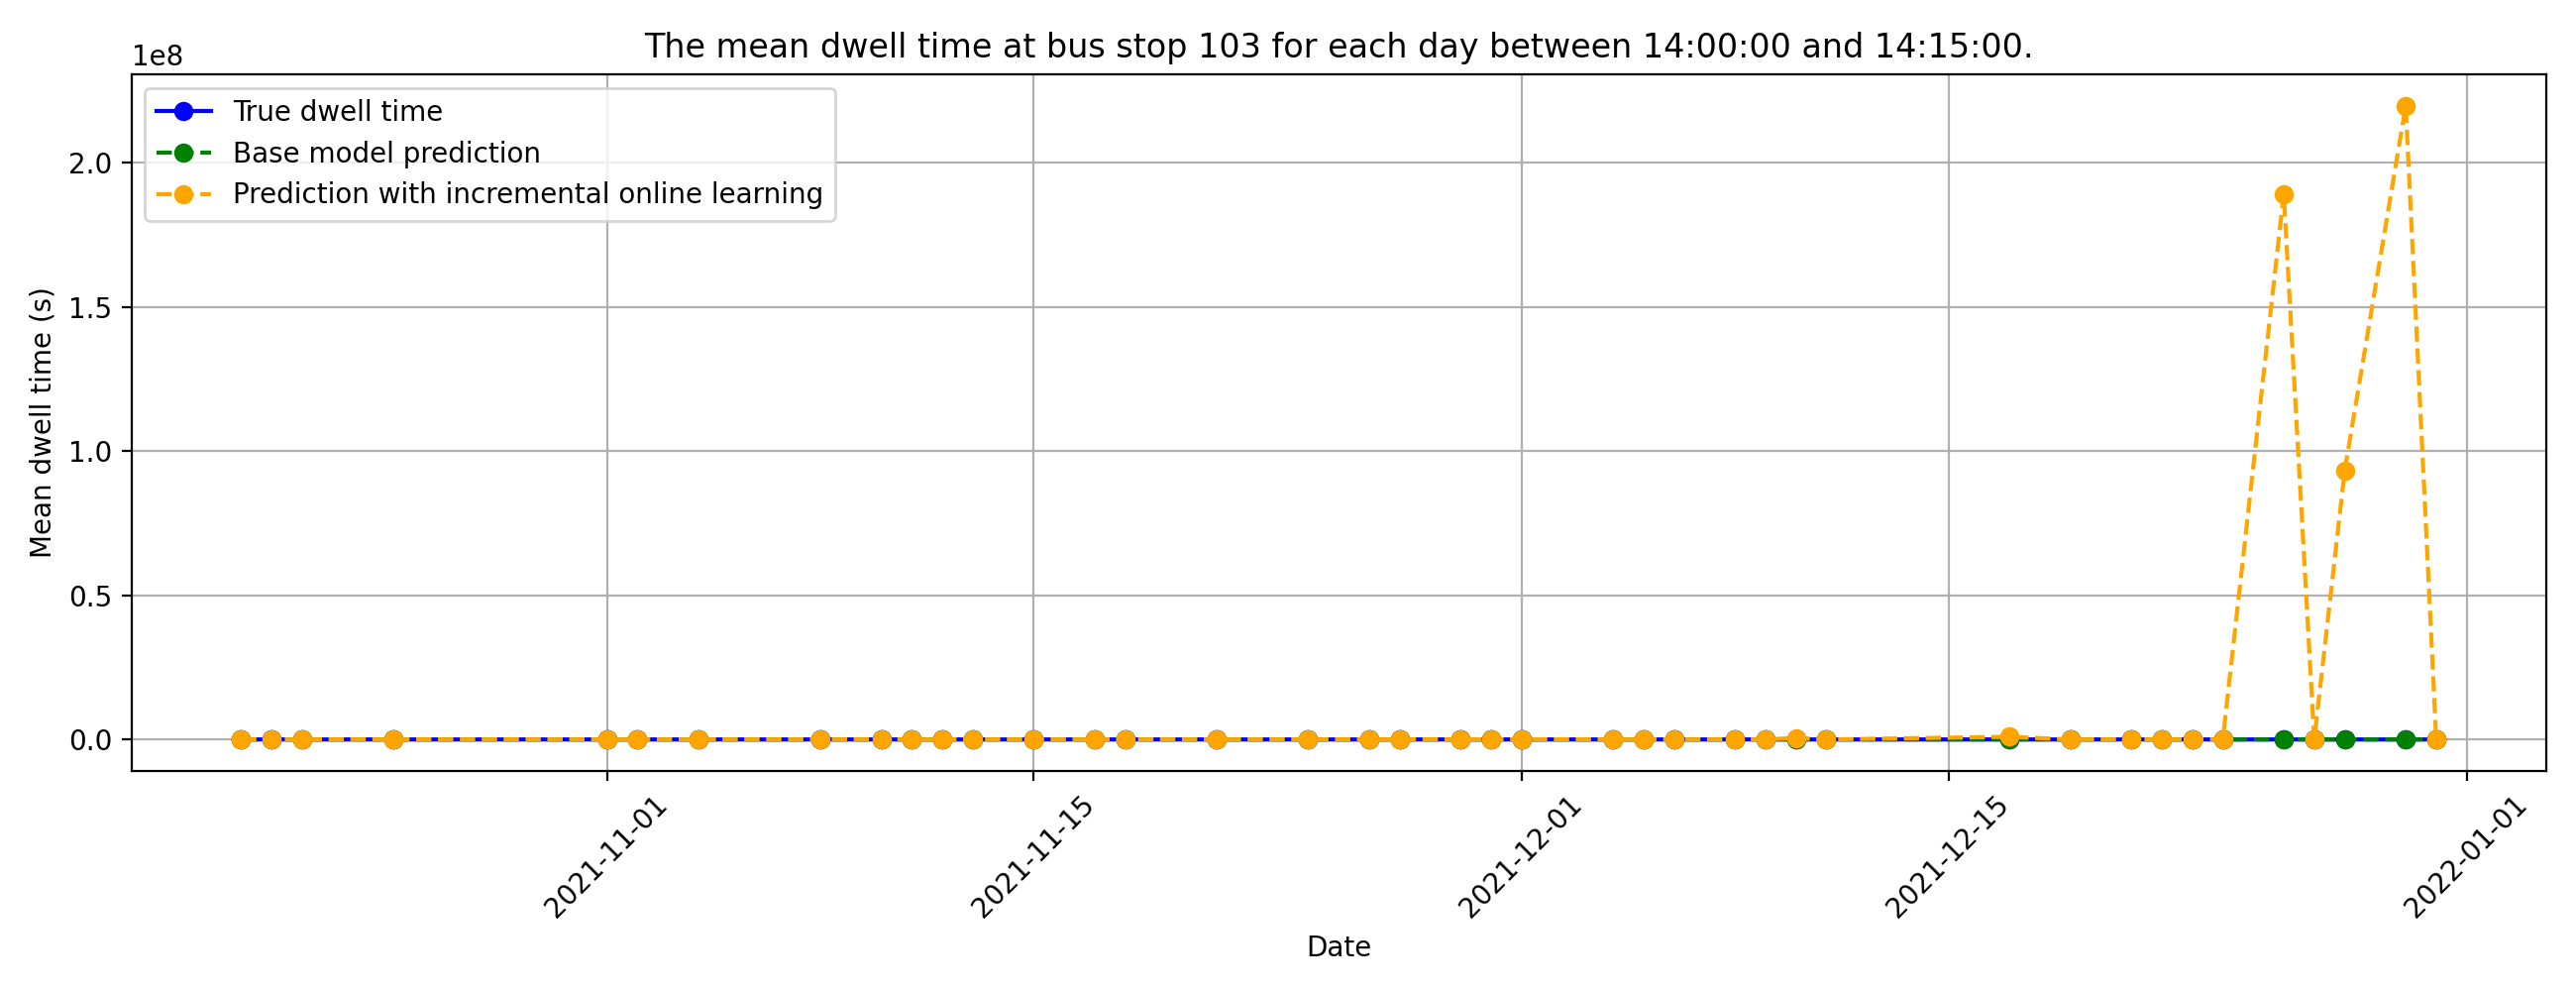 The mean dwell time at bus stop 103 for each day between 14:00:00 and 14:15:00.
1e8
True dwell time
Base model prediction
Prediction with incremental online learning
Mean dwell time (s)
2.0
1.5
1.0
0.5
0.0
2021-11-01
2021-11-15
2021-12-01
2021-12-15
2022-01-01
Date